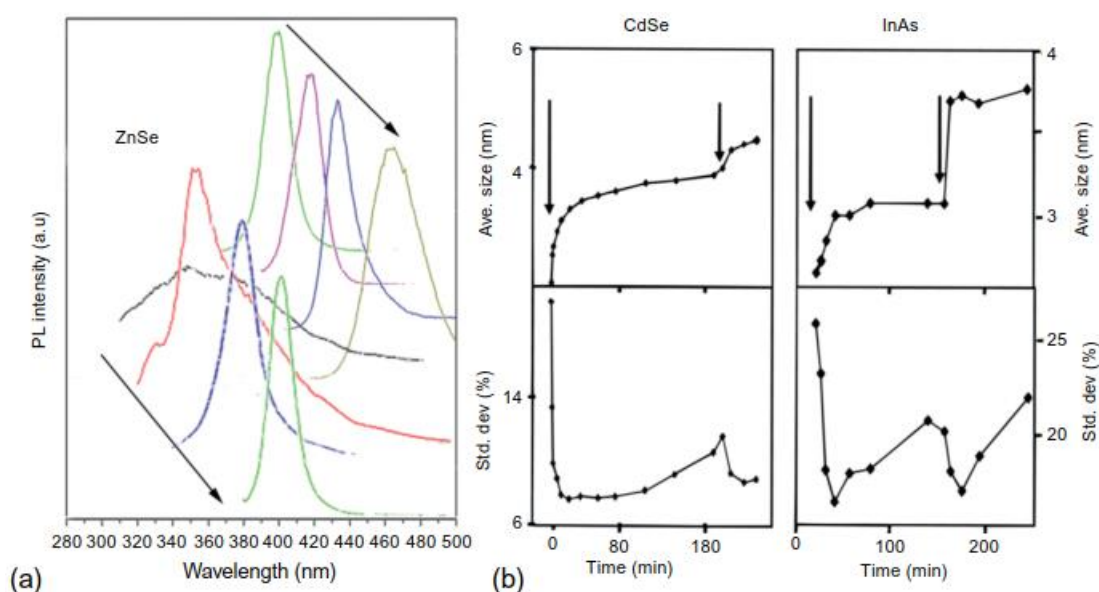 ZnSe
PL intensity (a.u)
280 300 320 340 360 380 400 420 440 460 480 500
Wavelength (nm)
(a)
CdSe
InAs
6
4
Ave. size (nm)
4
3
Ave. size (nm)
14
6
Std. dev (%)
25
20
Std. dev (%)
0 80 180
Time (min)
0 100 200
Time (min)
(b)